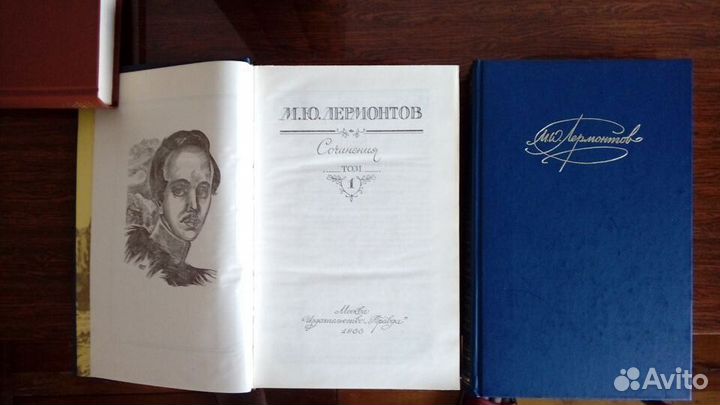 М.Ю.ЛЕРМОНТОВ
Сочинения
ТОМ
1
Москва
Издательство „Правда"
М.Ю.Лермонтов
Avito